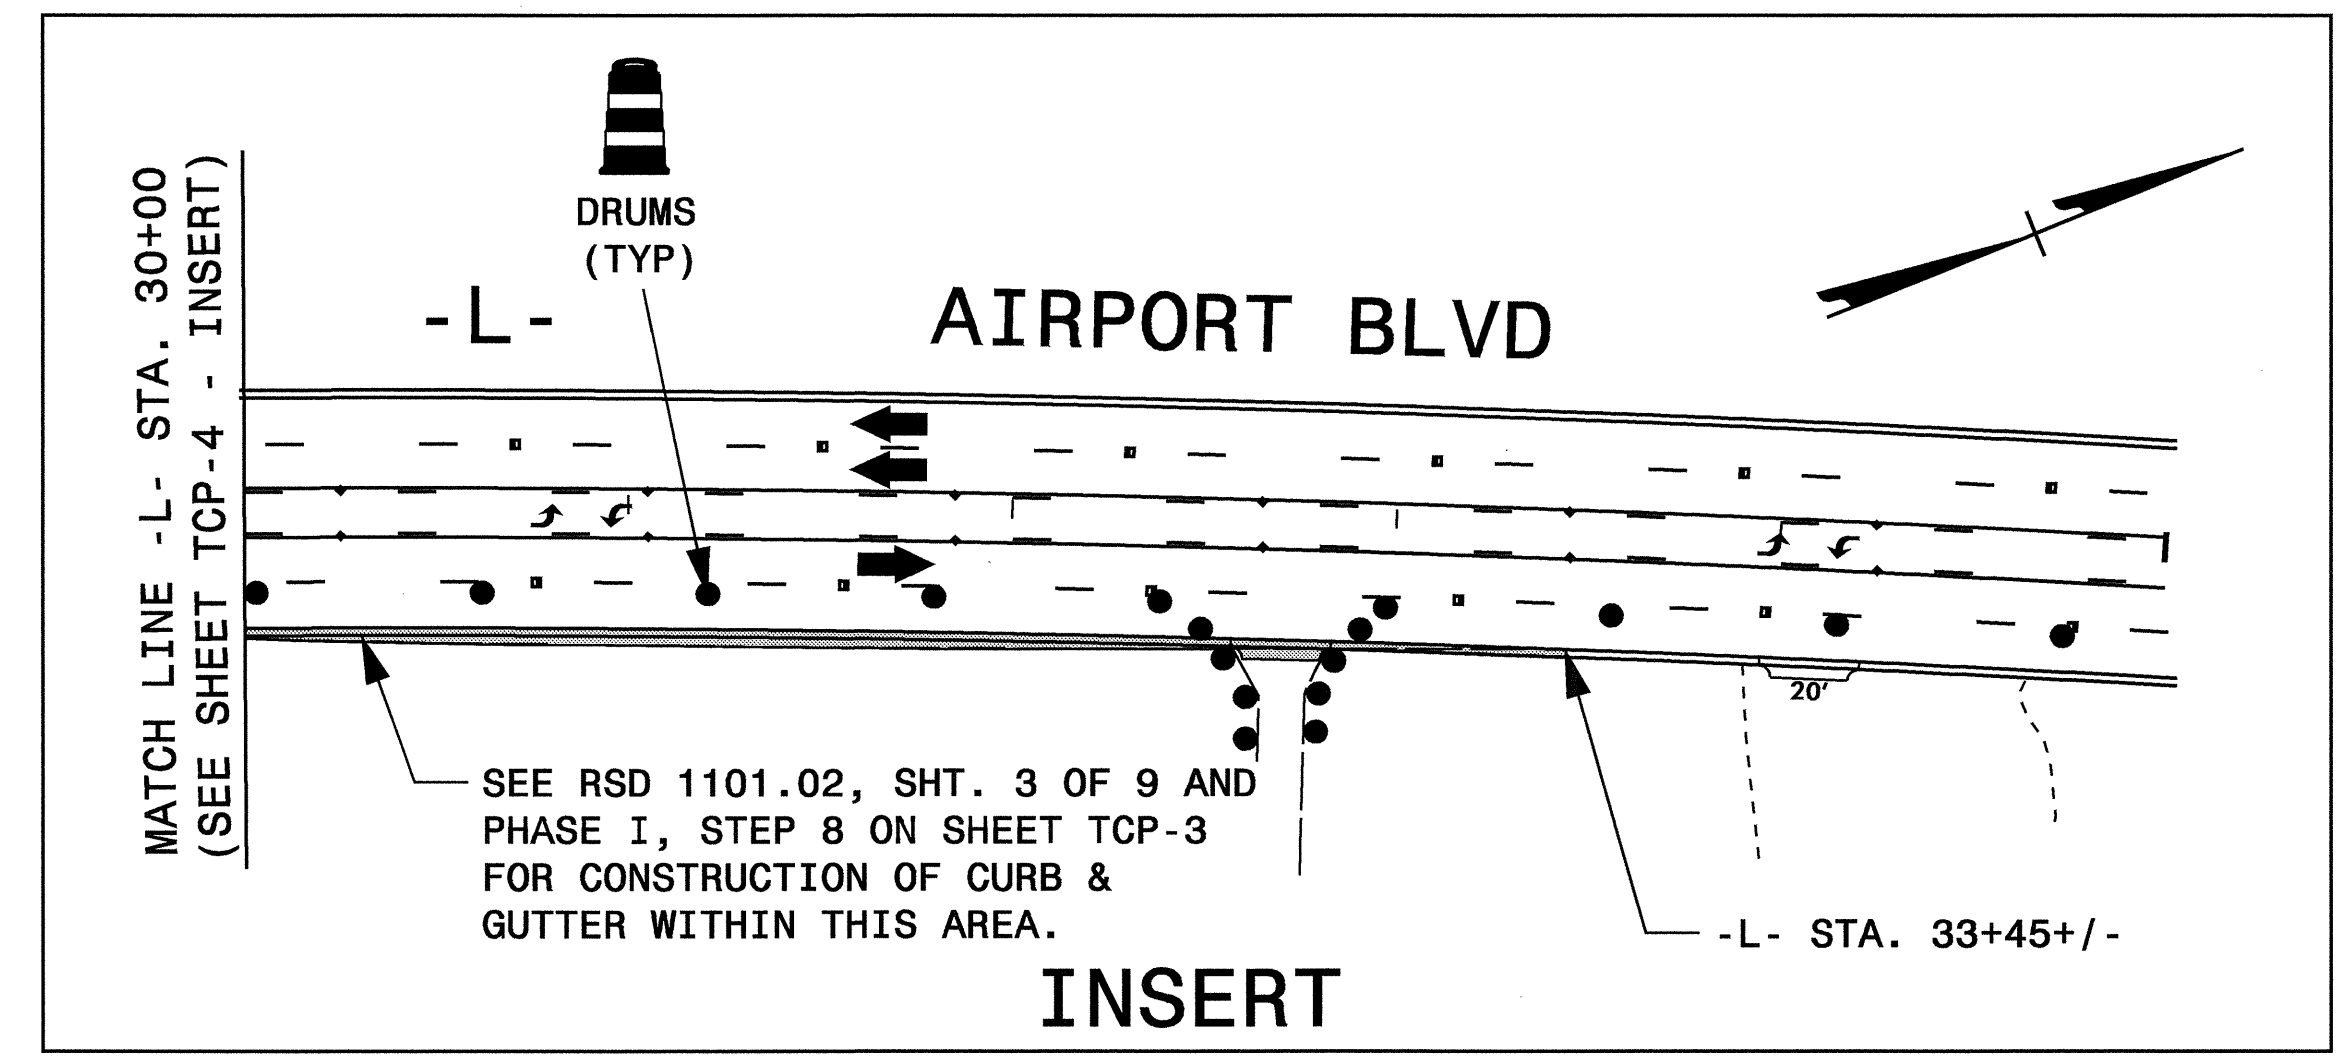 MATCH LINE -L- STA. 30+00
(SEE SHEET TCP-4 - INSERT)
DRUMS
(TYP)
-L-
AIRPORT BLVD
20'
SEE RSD 1101.02, SHT. 3 OF 9 AND
PHASE I, STEP 8 ON SHEET TCP-3
FOR CONSTRUCTION OF CURB &
GUTTER WITHIN THIS AREA.
-L- STA. 33+45+/-
INSERT